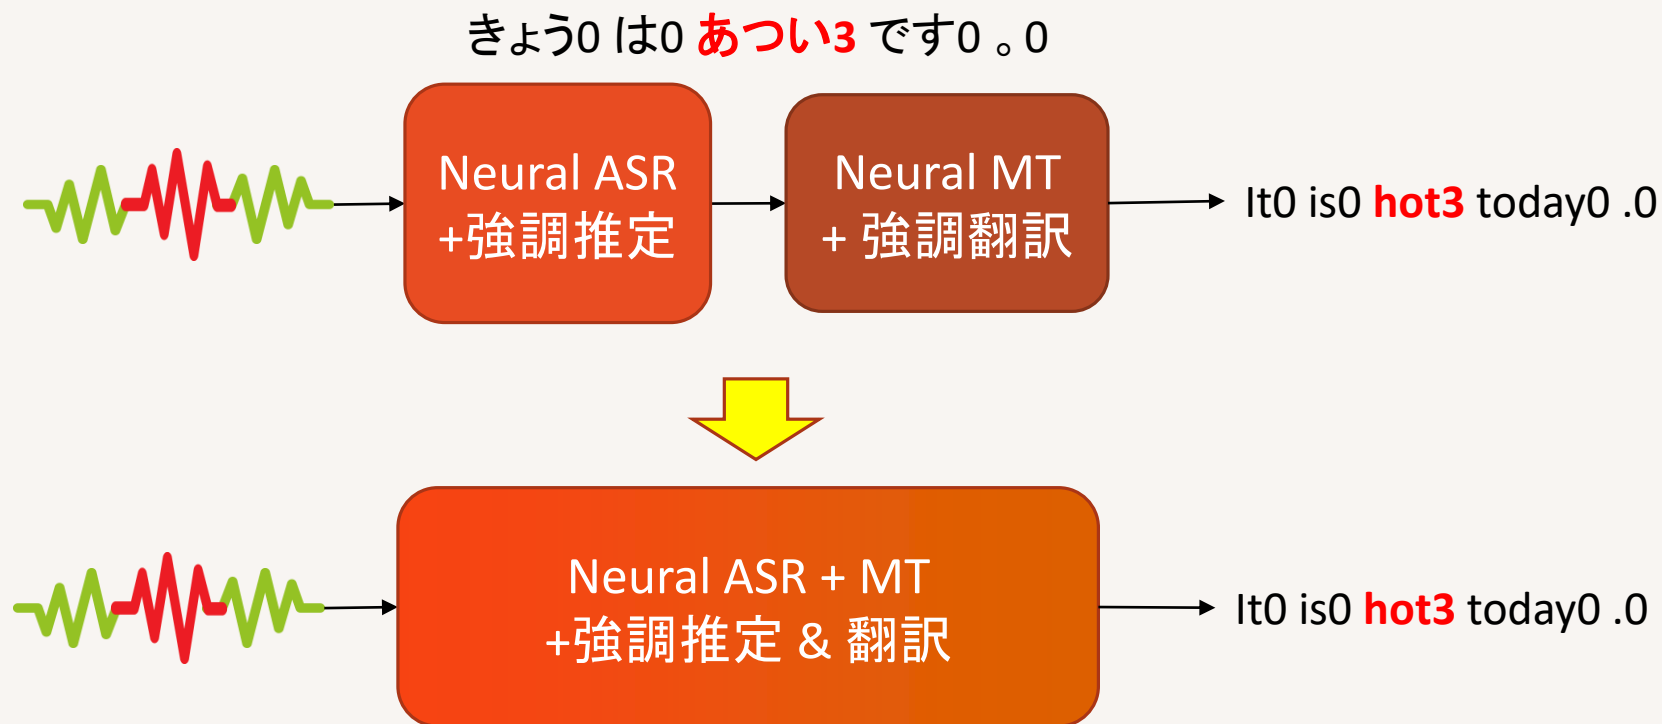 きょう0 は0 あつい3 です0 。0
Neural ASR
+強調推定
Neural MT
+ 強調翻訳
It0 is0 hot3 today0 .0
Neural ASR + MT
+強調推定 & 翻訳
It0 is0 hot3 today0 .0